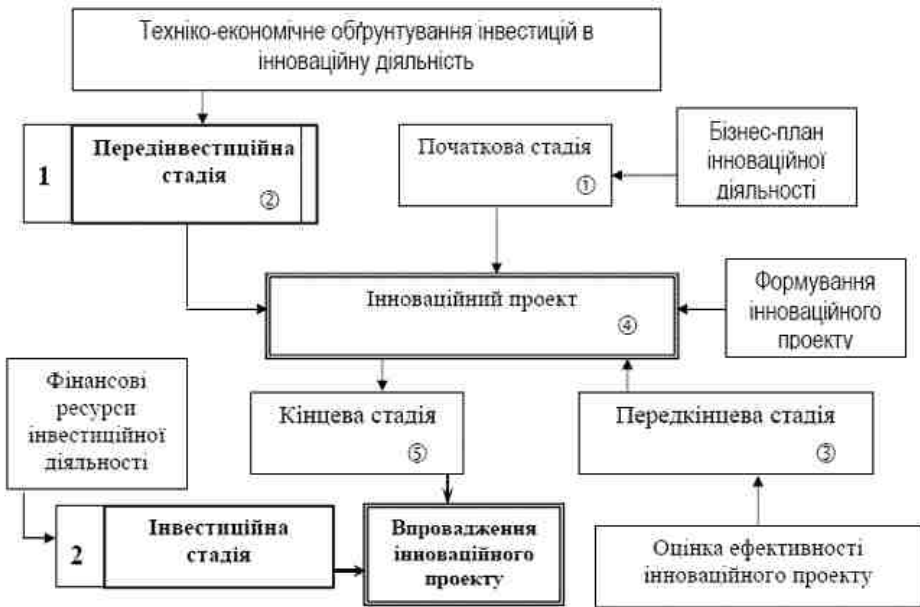 Техніко-економічне обґрунтування інвестицій в
інноваційну діяльність
1
Передінвестиційна
стадія
②
Початкова стадія
①
Бізнес-план
інноваційної
діяльності
Інноваційний проект
④
Формування
інноваційного
проекту
Фінансові
ресурси
інвестиційної
діяльності
Кінцева стадія
⑤
Передкінцева стадія
③
2
Інвестиційна
стадія
Впровадження
інноваційного
проекту
Оцінка ефективності
інноваційного проекту